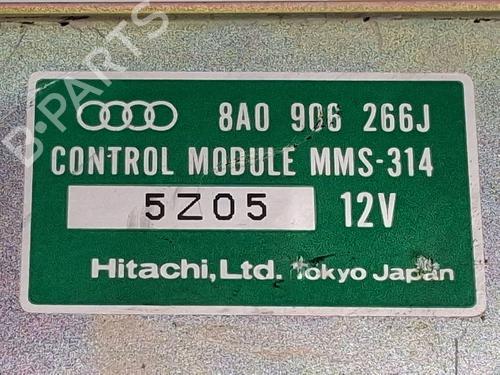 B-PARTS
8A0 906 266J
CONTROL MODULE MMS-314
5Z05 12V
Hitachi, Ltd. Tokyo Japan